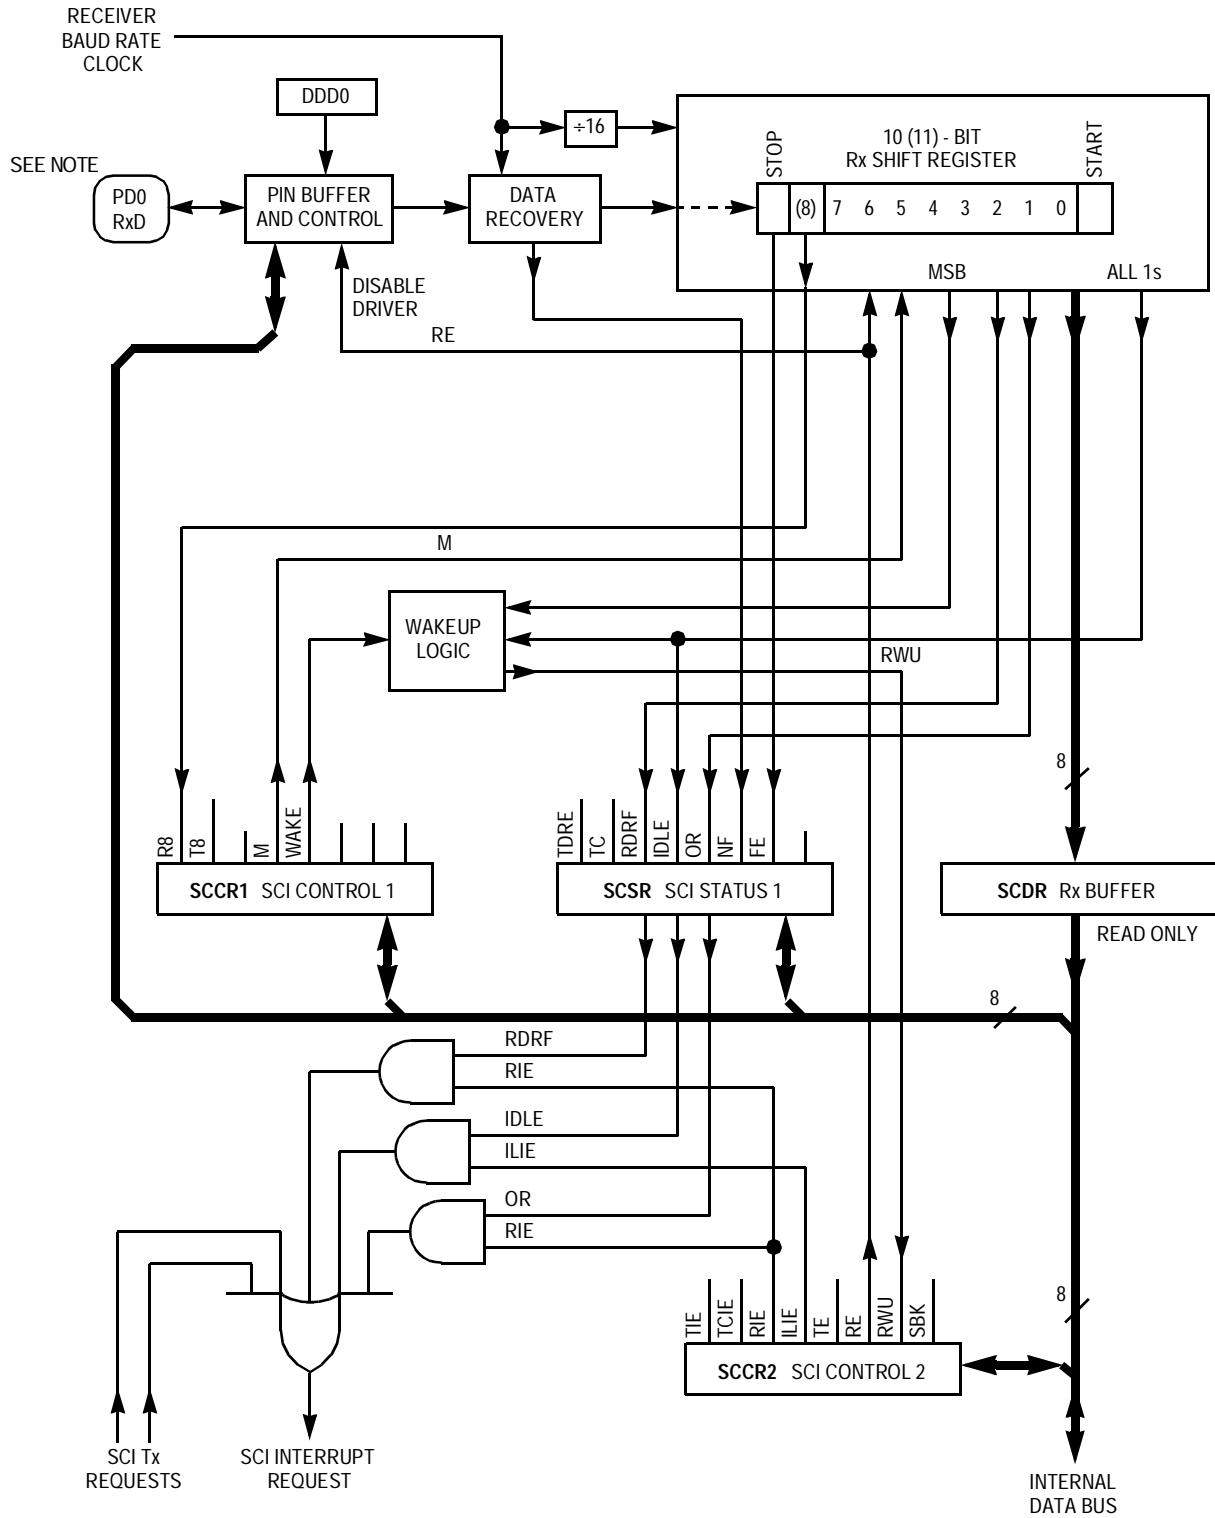 RECEIVER
BAUD RATE
CLOCK
DDD0
÷16
SEE NOTE
PD0
RxD
PIN BUFFER
AND CONTROL
DATA
RECOVERY
STOP
10 (11) - BIT
Rx SHIFT REGISTER
START
(8) 7 6 5 4 3 2 1 0
MSB
ALL 1s
DISABLE
DRIVER
RE
M
WAKEUP
LOGIC
RWU
8
R8
T8
M
WAKE
SCCR1 SCI CONTROL 1
TDRE
TC
RDRF
IDLE
OR
NF
FE
SCSR SCI STATUS 1
SCDR Rx BUFFER
READ ONLY
8
RDRF
RIE
IDLE
ILIE
OR
RIE
8
TIE
TCIE
RIE
ILIE
TE
RE
RWU
SBK
SCCR2 SCI CONTROL 2
SCI Tx
REQUESTS
SCI INTERRUPT
REQUEST
INTERNAL
DATA BUS